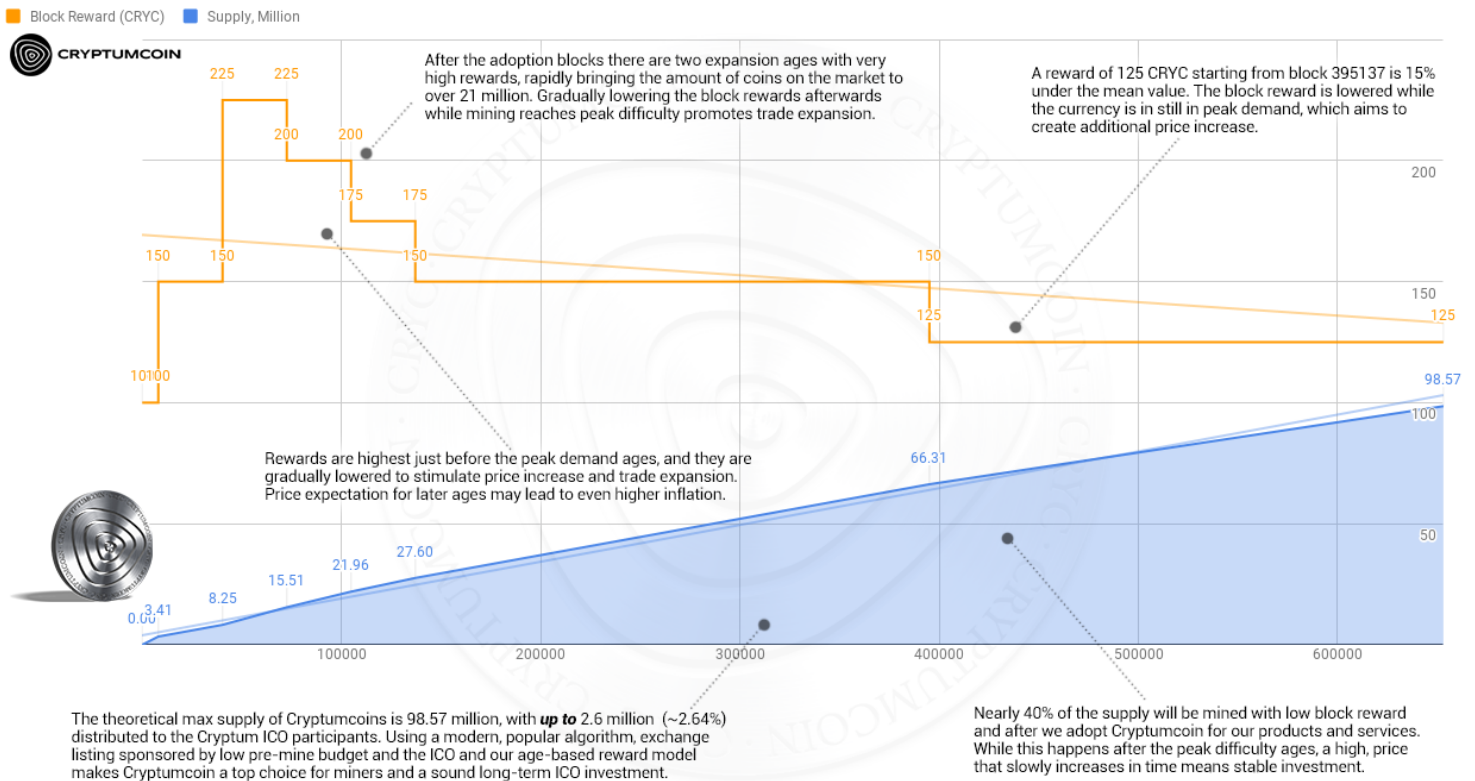 Block Reward (CRYC) Supply, Million
CRYPTUMCOIN
After the adoption blocks there are two expansion ages with very
high rewards, rapidly bringing the amount of coins on the market to
over 21 million. Gradually lowering the block rewards afterwards
while mining reaches peak difficulty promotes trade expansion.
A reward of 125 CRYC starting from block 395137 is 15%
under the mean value. The block reward is lowered while
the currency is in still in peak demand, which aims to
create additional price increase.
225 225
200 200
200
175 175
150 150 150 150
150
125 125
100
98.57
100
Rewards are highest just before the peak demand ages, and they are
gradually lowered to stimulate price increase and trade expansion.
Price expectation for later ages may lead to even higher inflation.
66.31
50
27.60
21.96
15.51
8.25
3.41
100000 200000 300000 400000 500000 600000
The theoretical max supply of Cryptumcoins is 98.57 million, with up to 2.6 million (~2.64%)
distributed to the Cryptum ICO participants. Using a modern, popular algorithm, exchange
listing sponsored by low pre-mine budget and the ICO and our age-based reward model
makes Cryptumcoin a top choice for miners and a sound long-term ICO investment.
Nearly 40% of the supply will be mined with low block reward
and after we adopt Cryptumcoin for our products and services.
While this happens after the peak difficulty ages, a high, price
that slowly increases in time means stable investment.